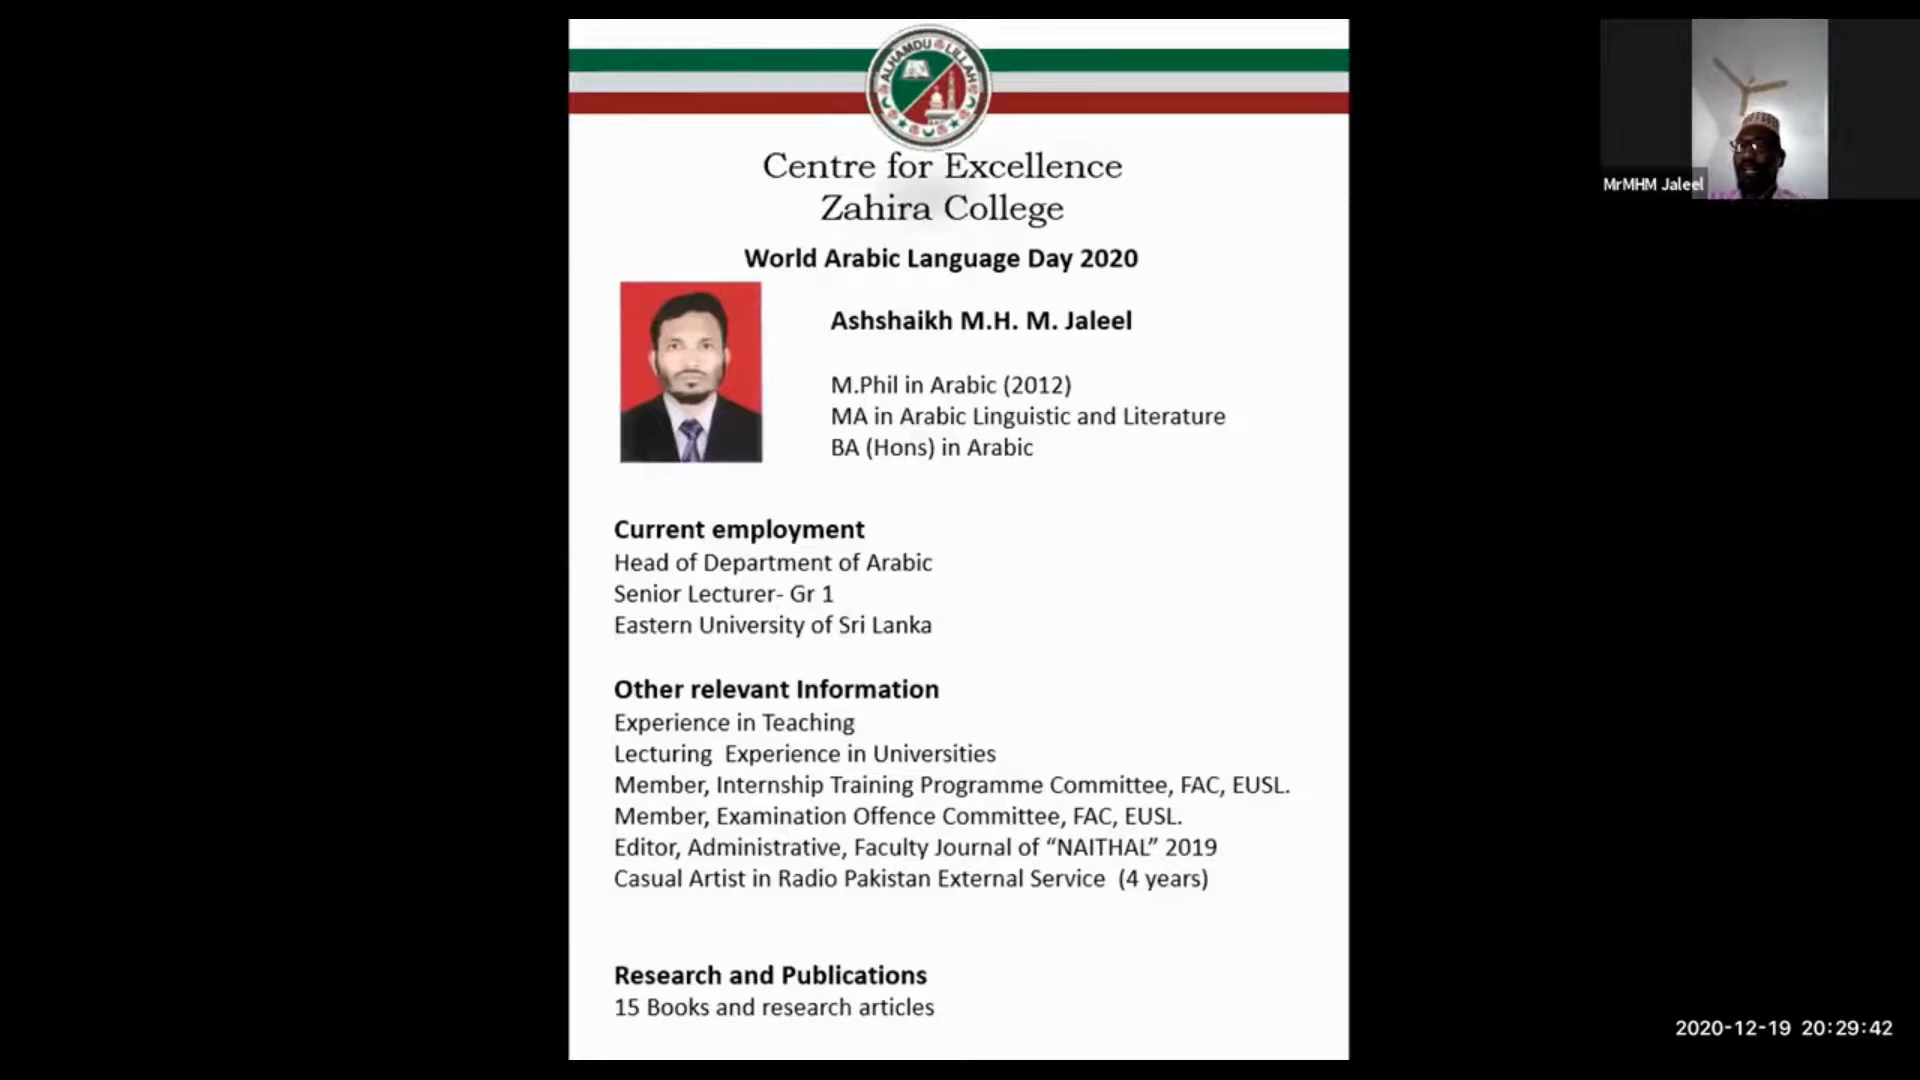 ALHAMDU LILLAH
Centre for Excellence
Zahira College
World Arabic Language Day 2020
Ashshaikh M.H. M. Jaleel
M.Phil in Arabic (2012)
MA in Arabic Linguistic and Literature
BA (Hons) in Arabic
Current employment
Head of Department of Arabic
Senior Lecturer- Gr 1
Eastern University of Sri Lanka
Other relevant Information
Experience in Teaching
Lecturing  Experience in Universities
Member, Internship Training Programme Committee, FAC, EUSL.
Member, Examination Offence Committee, FAC, EUSL.
Editor, Administrative, Faculty Journal of “NAITHAL” 2019
Casual Artist in Radio Pakistan External Service  (4 years)
Research and Publications
15 Books and research articles
MrMHM Jaleel
2020-12-19 20:29:42